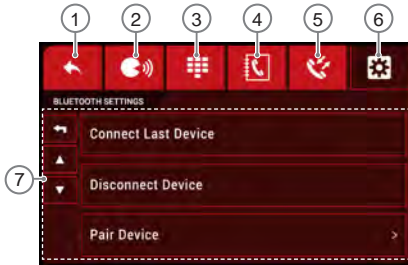 1 2 3 4 5 6
BLUETOOTH SETTINGS
Connect Last Device
7
Disconnect Device
Pair Device >